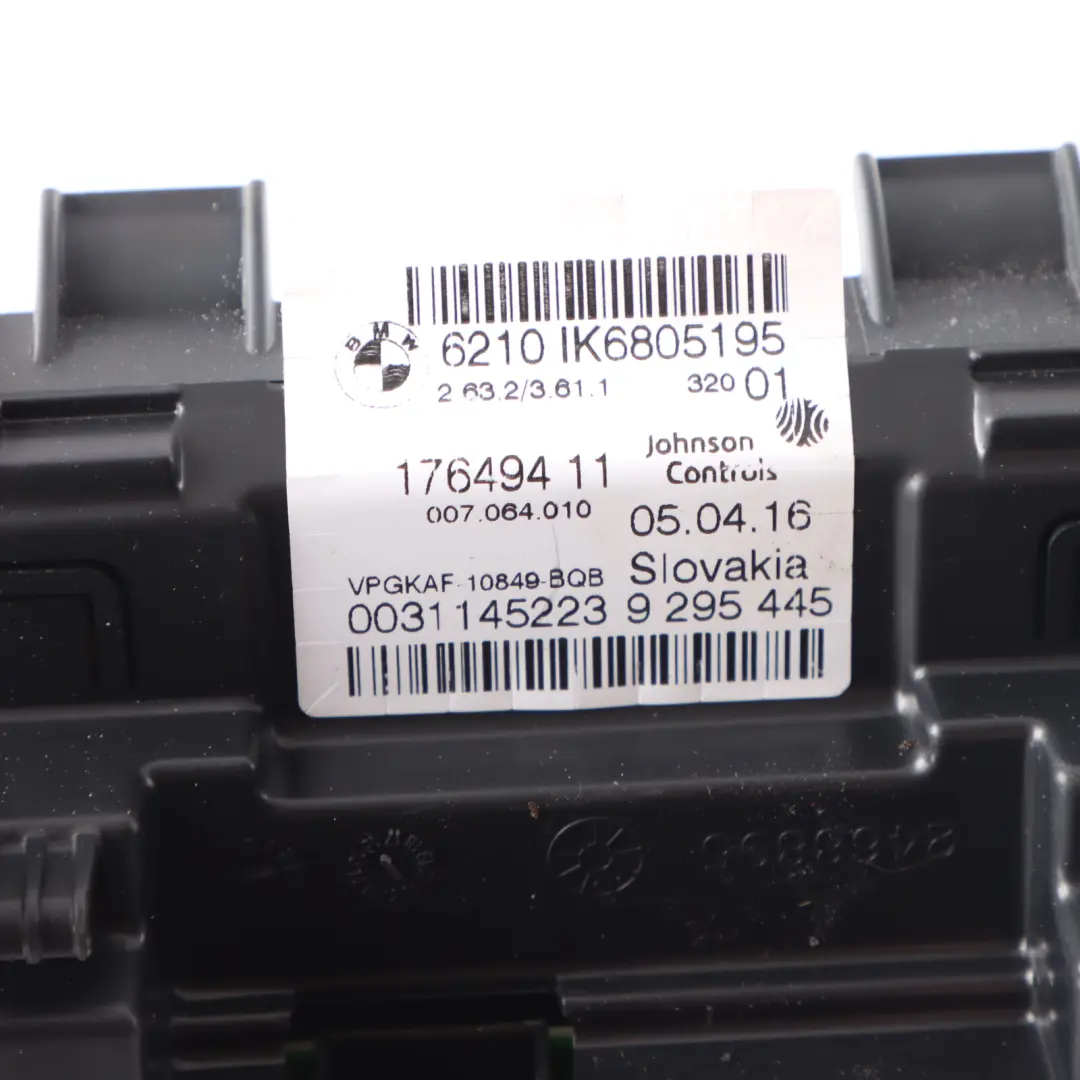 BMW
6210 IK6805195
2 63.2/3.61.1 320 01
Johnson
Controls
176494 11
007.064.010
05.04.16
VPGKAF-10849-BQB Slovakia
0031145223 9 295 445